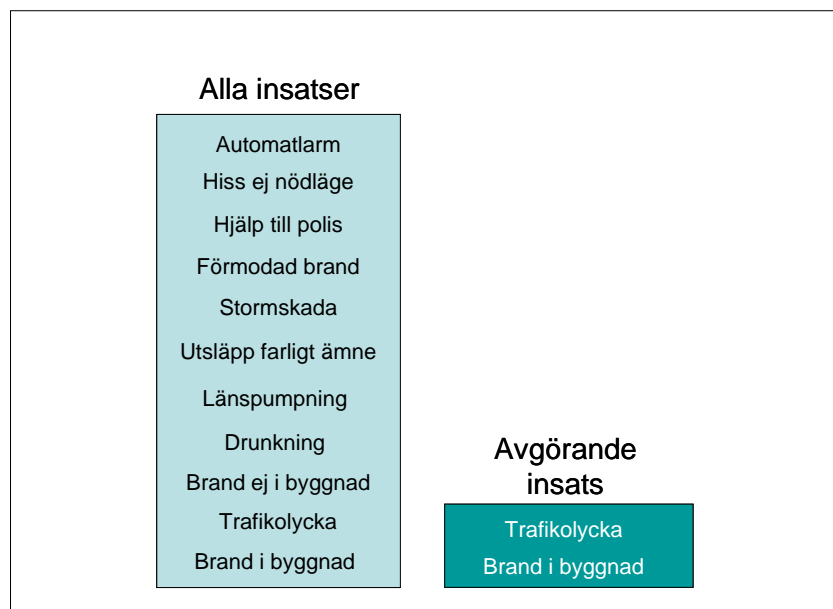 Alla insatser
Automatlarm
Hiss ej nödläge
Hjälp till polis
Förmodad brand
Stormskada
Utsläpp farligt ämne
Länspumpning
Drunkning
Brand ej i byggnad
Trafikolycka
Brand i byggnad
Avgörande
insats
Trafikolycka
Brand i byggnad